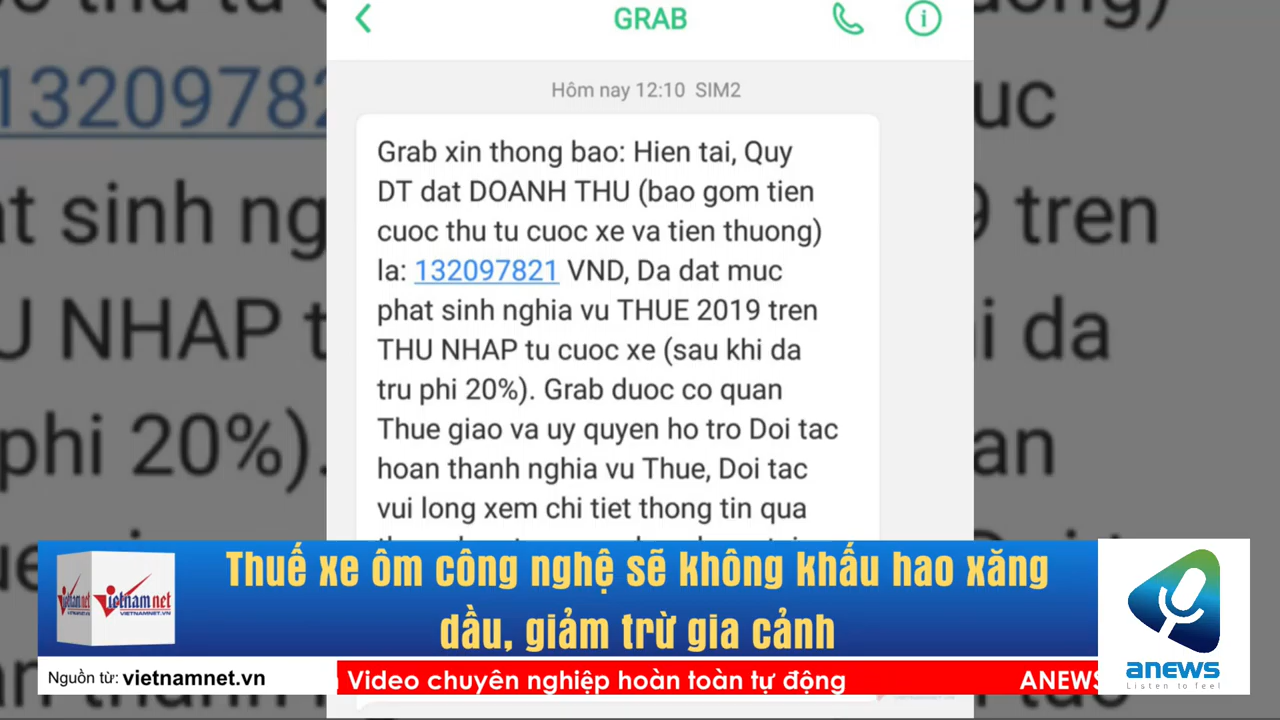 GRAB
Hôm nay 12:10 SIM2
Grab xin thong bao: Hien tai, Quy
DT dat DOANH THU (bao gom tien
cuoc thu tu cuoc xe va tien thuong)
la: 132097821 VND, Da dat muc
phat sinh nghia vu THUE 2019 tren
THU NHAP tu cuoc xe (sau khi da
tru phi 20%). Grab duoc co quan
Thue giao va uy quyen ho tro Doi tac
hoan thanh nghia vu Thue, Doi tac
vui long xem chi tiet thong tin qua
Thuế xe ôm công nghệ sẽ không khấu hao xăng
dầu, giảm trừ gia cảnh
Vietnam net
VIETNAMNET.VN
Nguồn từ: vietnamnet.vn
Video chuyên nghiệp hoàn toàn tự động
ANEWS
anews
Listen to feel